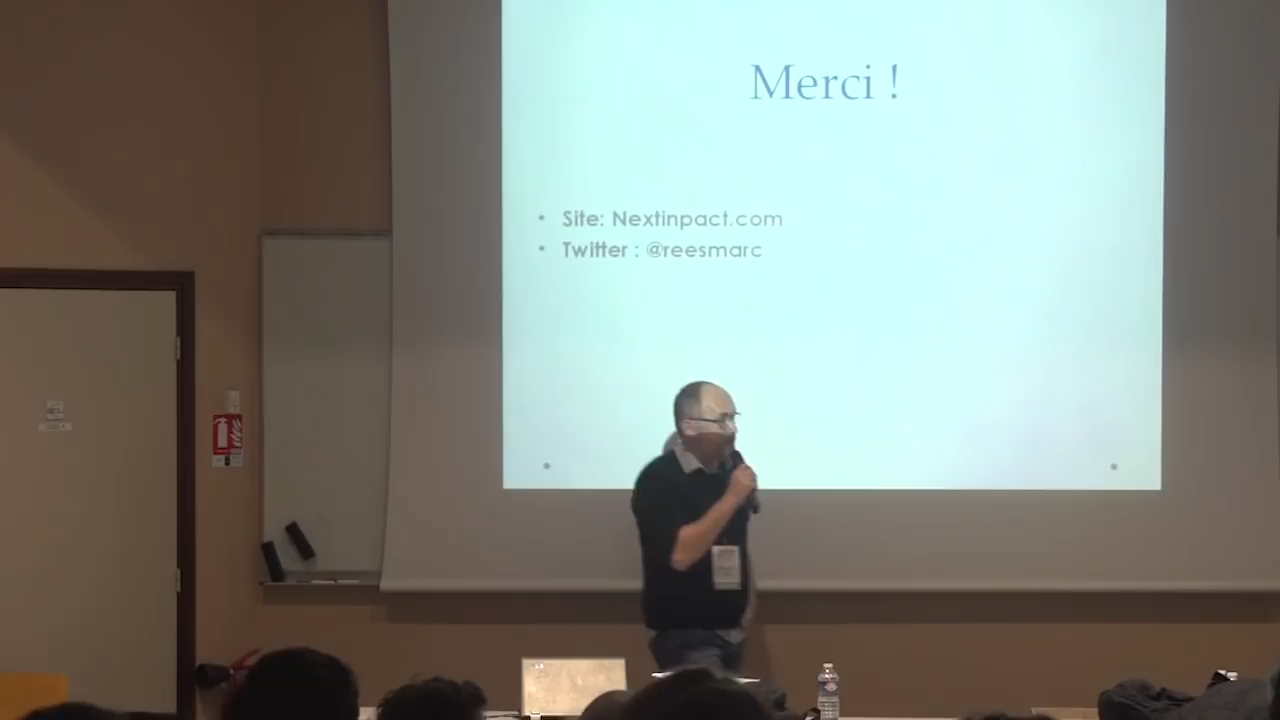 Merci !
• Site: Nextinpact.com
• Twitter : @reesmarc